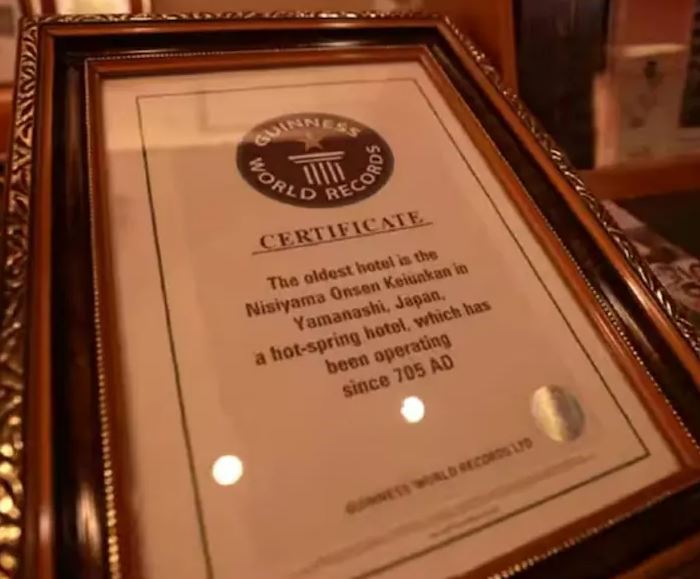 GUINNESS
WORLD RECORDS
CERTIFICATE
The oldest hotel is the
Nisiyama Onsen Keiunkan in
Yamanashi, Japan,
a hot-spring hotel, which has
been operating
since 705 AD
GUINNESS WORLD RECORDS LTD